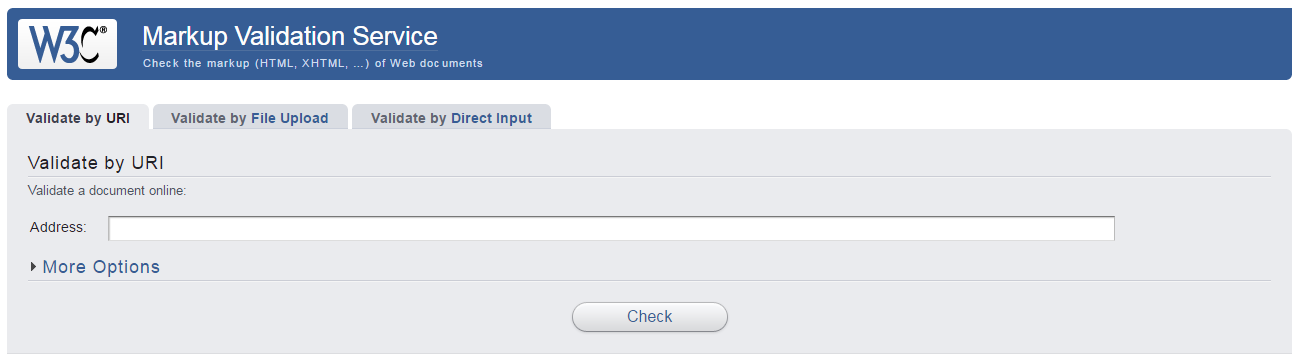 W3C®
Markup Validation Service
Check the markup (HTML, XHTML, …) of Web documents
Validate by URI
Validate by File Upload
Validate by Direct Input
Validate by URI
Validate a document online:
Address:
More Options
Check